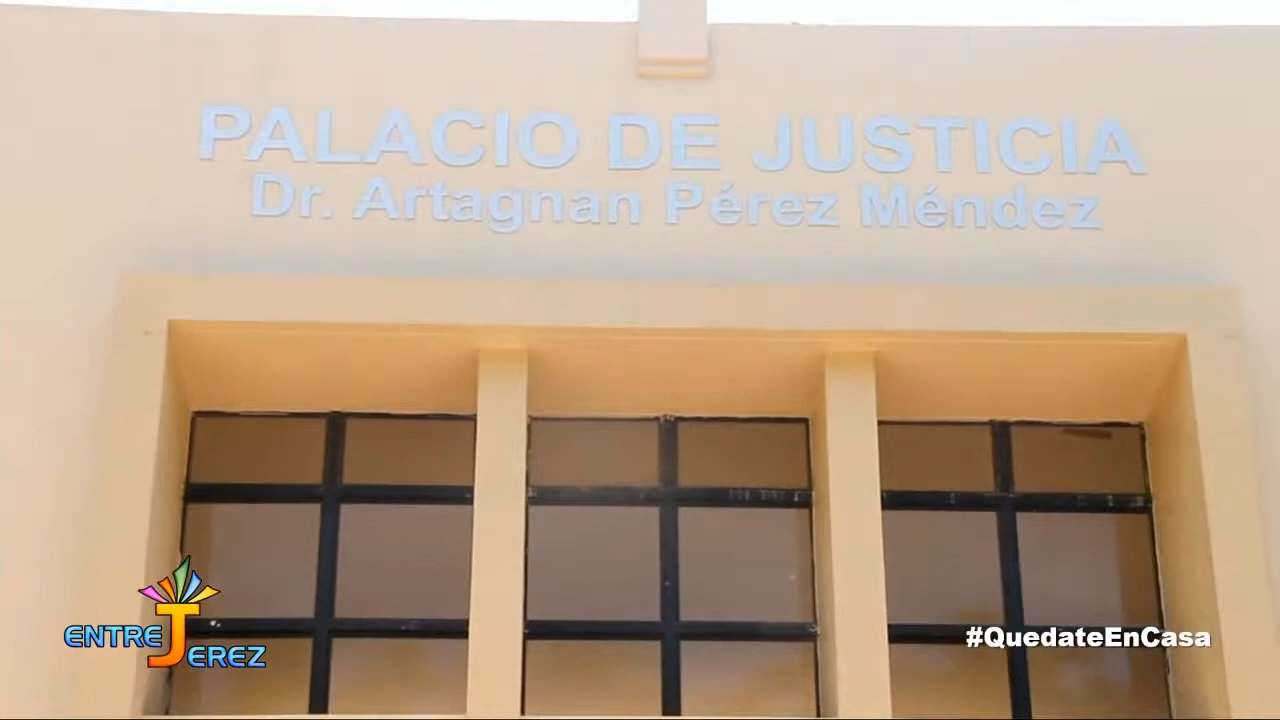 PALACIO DE JUSTICIA
Dr. Artagnan Pérez Méndez
ENTRE JEREZ
#QuedateEnCasa